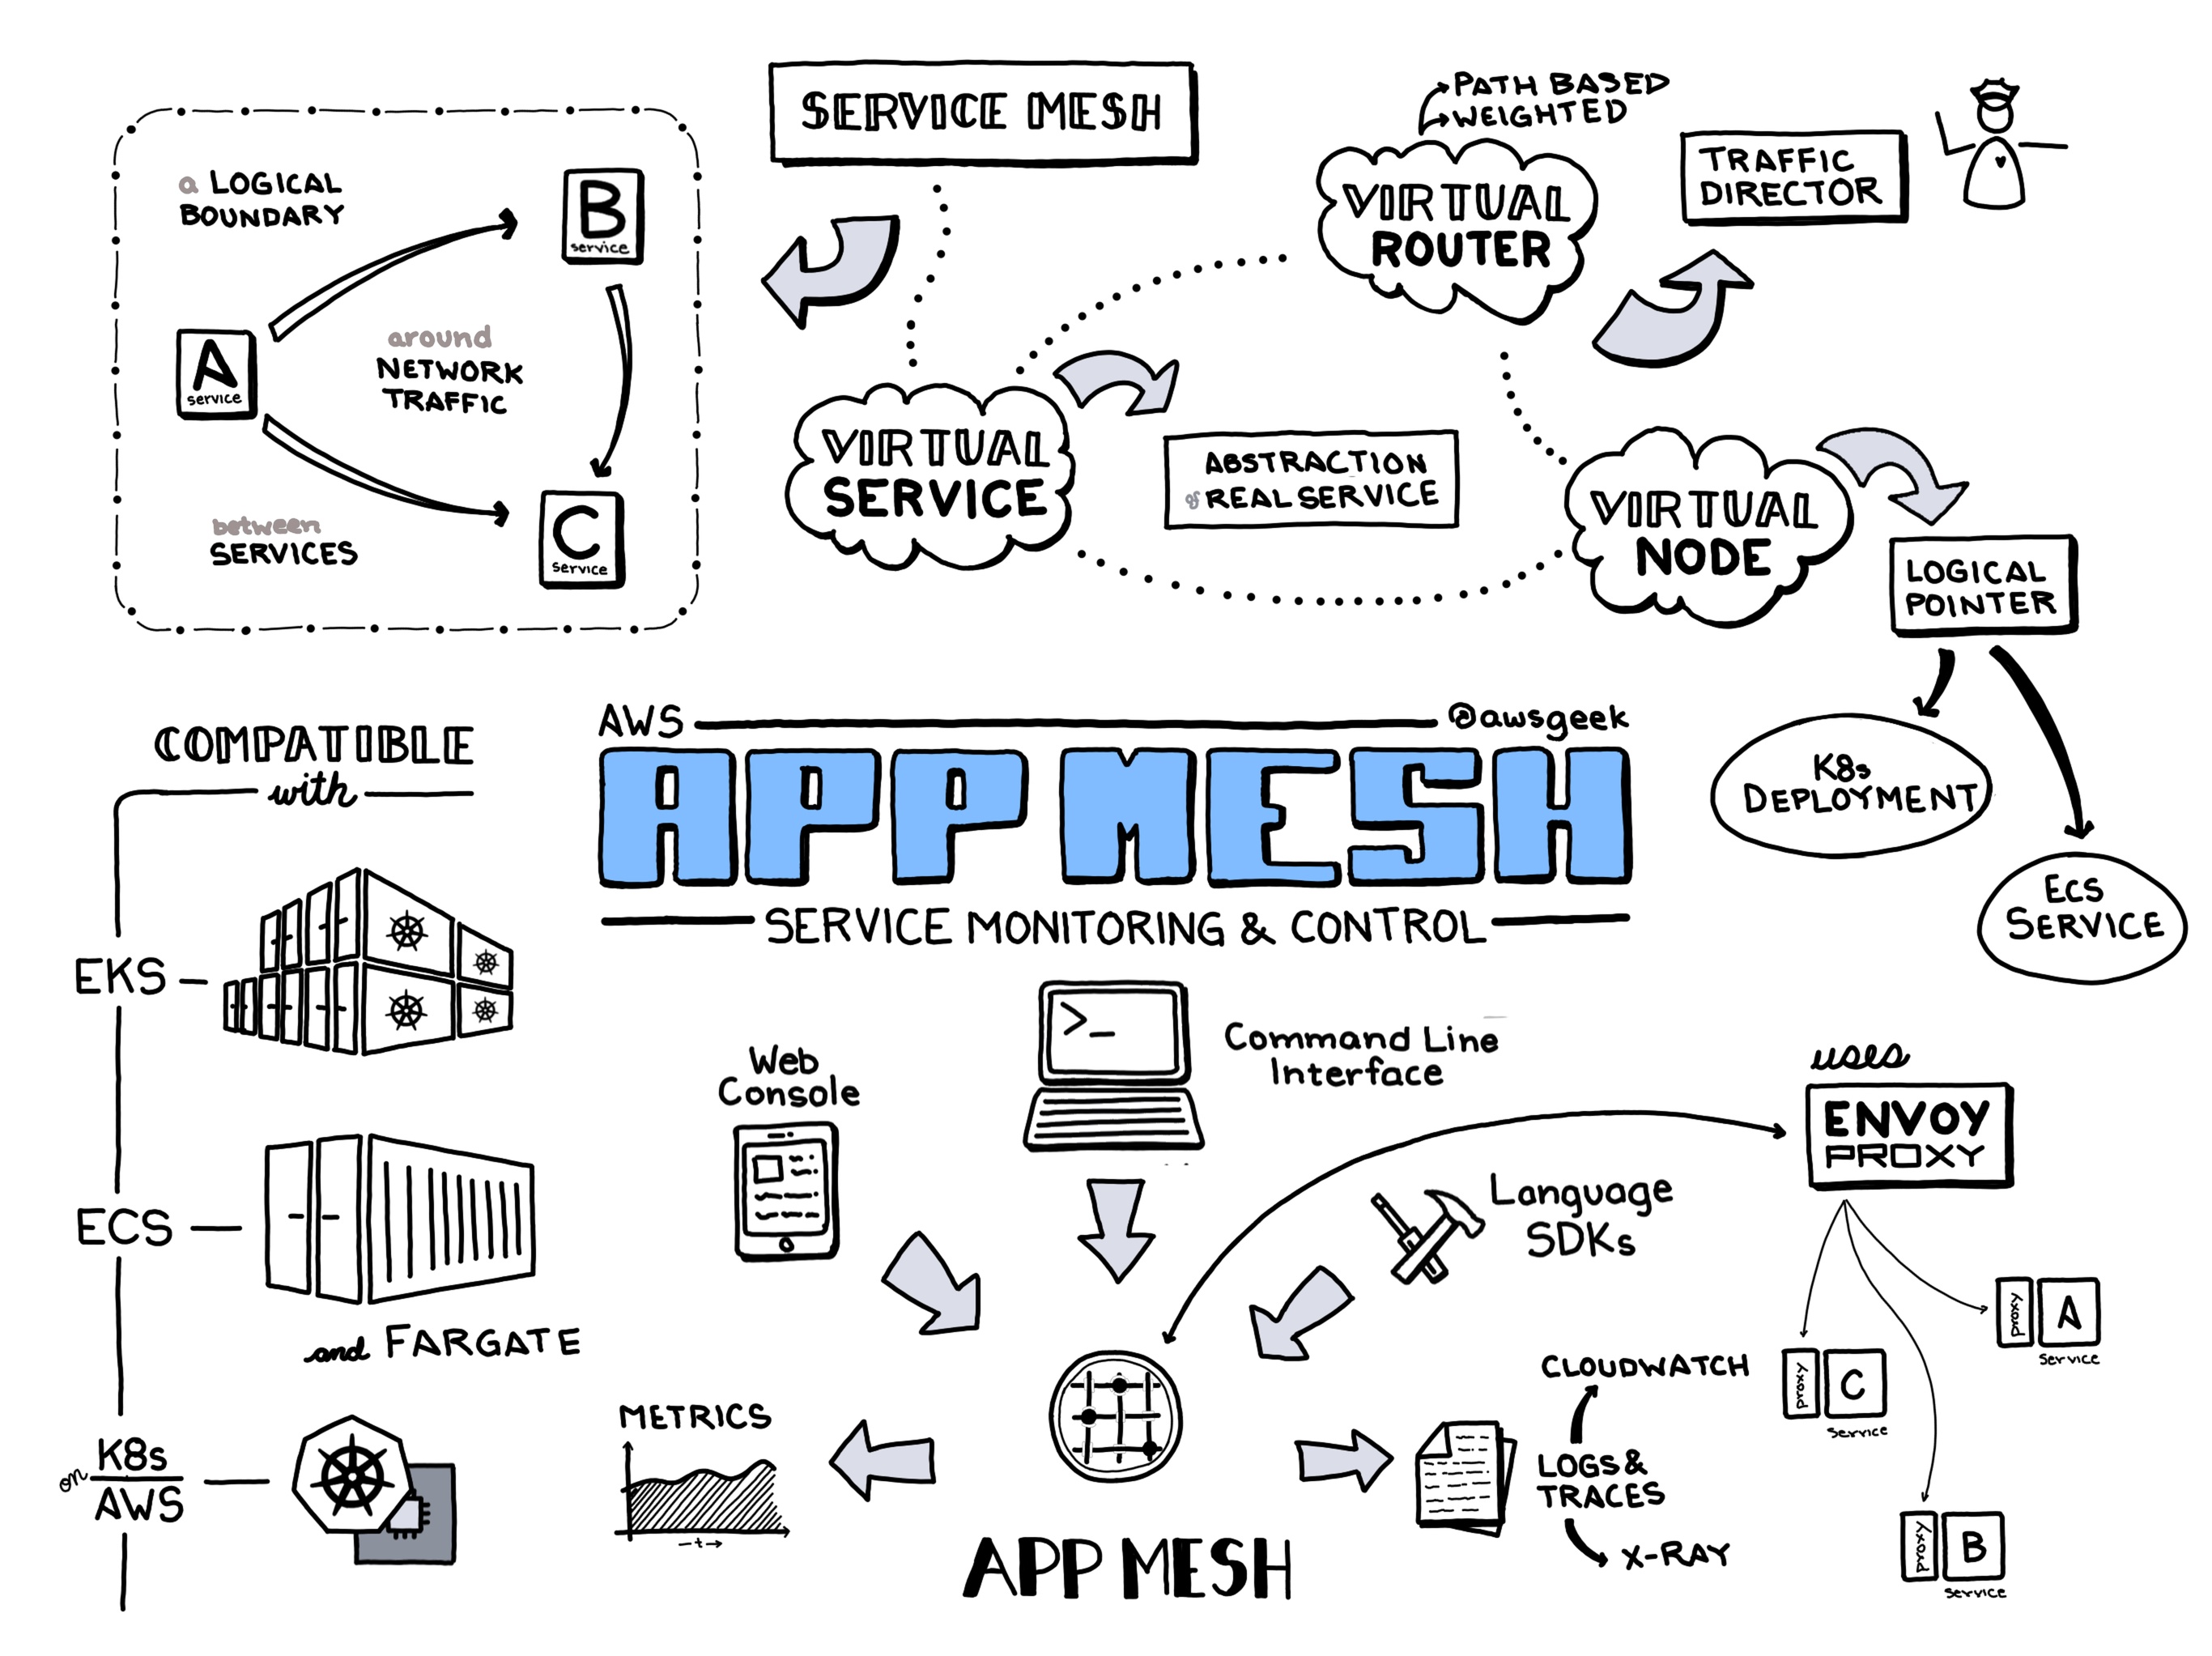 SERVICE MESH
a LOGICAL
BOUNDARY
B
service
A
service
around
NETWORK
TRAFFIC
between
SERVICES
C
service
PATH BASED
WEIGHTED
VIRTUAL
ROUTER
TRAFFIC
DIRECTOR
VIRTUAL
SERVICE
ABSTRACTION
of REAL SERVICE
VIRTUAL
NODE
LOGICAL
POINTER
K8s
DEPLOYMENT
ECS
SERVICE
AWS
@awsgeek
APP MESH
SERVICE MONITORING & CONTROL
COMPATIBLE
with
EKS
ECS
and FARGATE
K8s
on
AWS
Web
Console
>_
Command Line
Interface
Language
SDKs
uses
ENVOY
PROXY
proxy
A
service
proxy
C
service
proxy
B
service
METRICS
-t→
APP MESH
CLOUDWATCH
LOGS &
TRACES
X-RAY